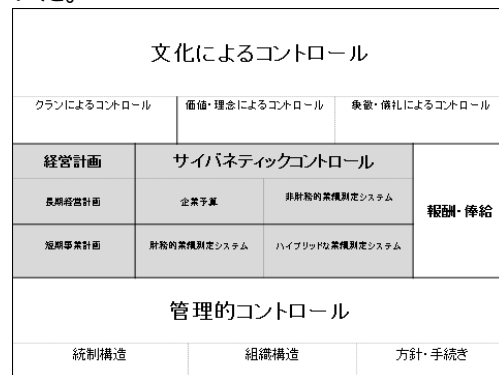 文化によるコントロール
クランによるコントロール
価値・理念によるコントロール
象徴・儀礼によるコントロール
経営計画
サイバネティックコントロール
報酬・俸給
長期経営計画
企業予算
非財務的業績測定システム
短期事業計画
財務的業績測定システム
ハイブリッドな業績測定システム
管理的コントロール
統制構造
組織構造
方針・手続き